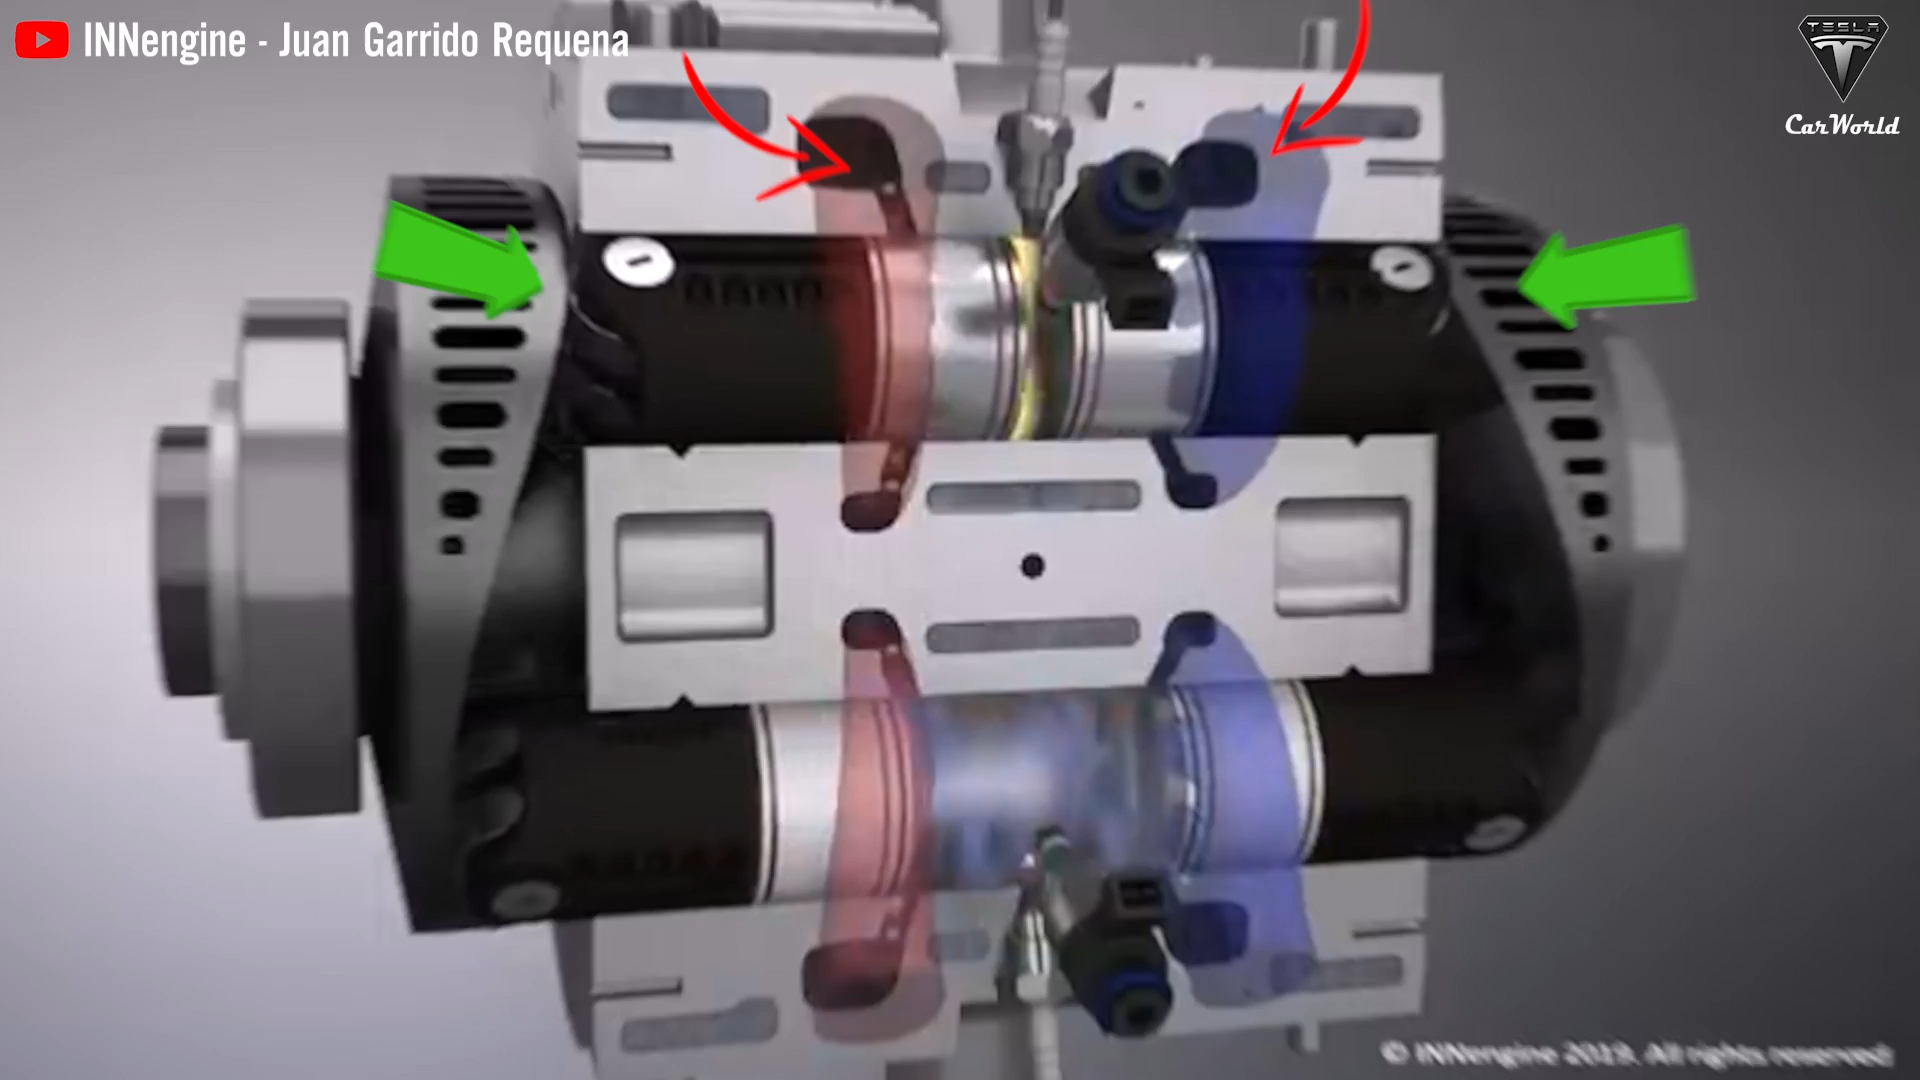 INNengine - Juan Garrido Requena
TESLA
CarWorld
© INNengine 2019. All rights reserved